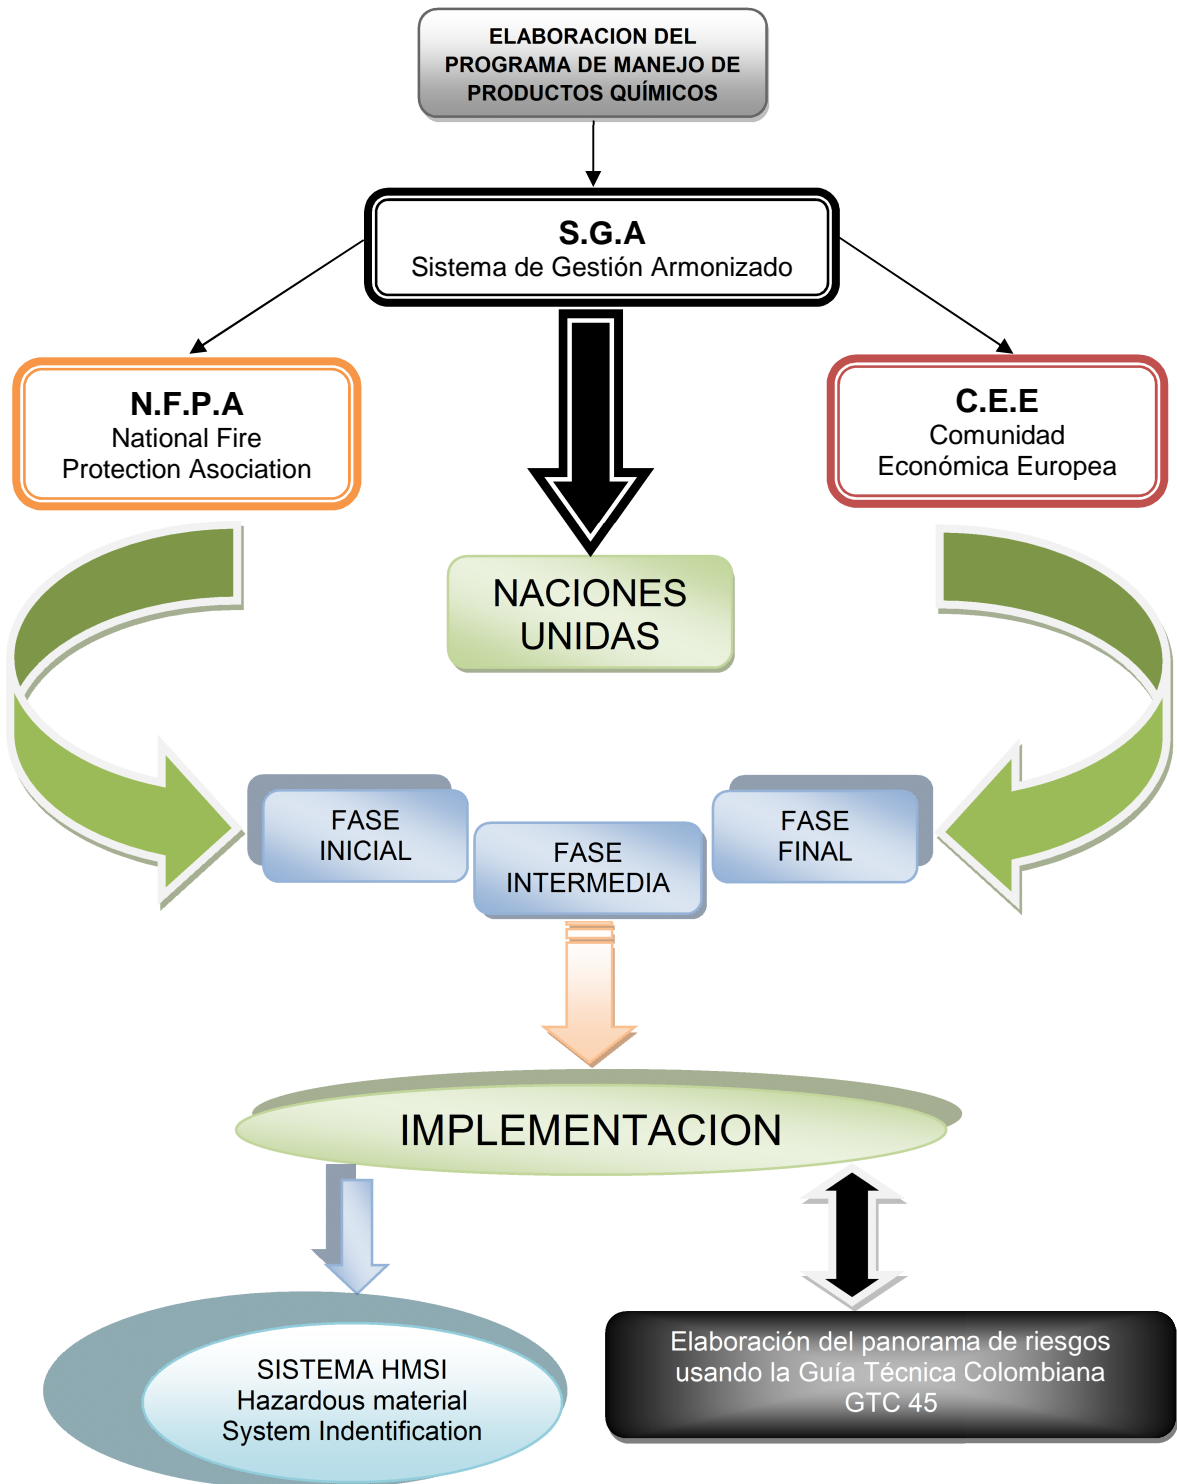 ELABORACION DEL
PROGRAMA DE MANEJO DE
PRODUCTOS QUÍMICOS
S.G.A
Sistema de Gestión Armonizado
N.F.P.A
National Fire
Protection Asociation
C.E.E
Comunidad
Económica Europea
NACIONES
UNIDAS
FASE
INICIAL
FASE
INTERMEDIA
FASE
FINAL
IMPLEMENTACION
SISTEMA HMSI
Hazardous material
System Indentification
Elaboración del panorama de riesgos
usando la Guía Técnica Colombiana
GTC 45